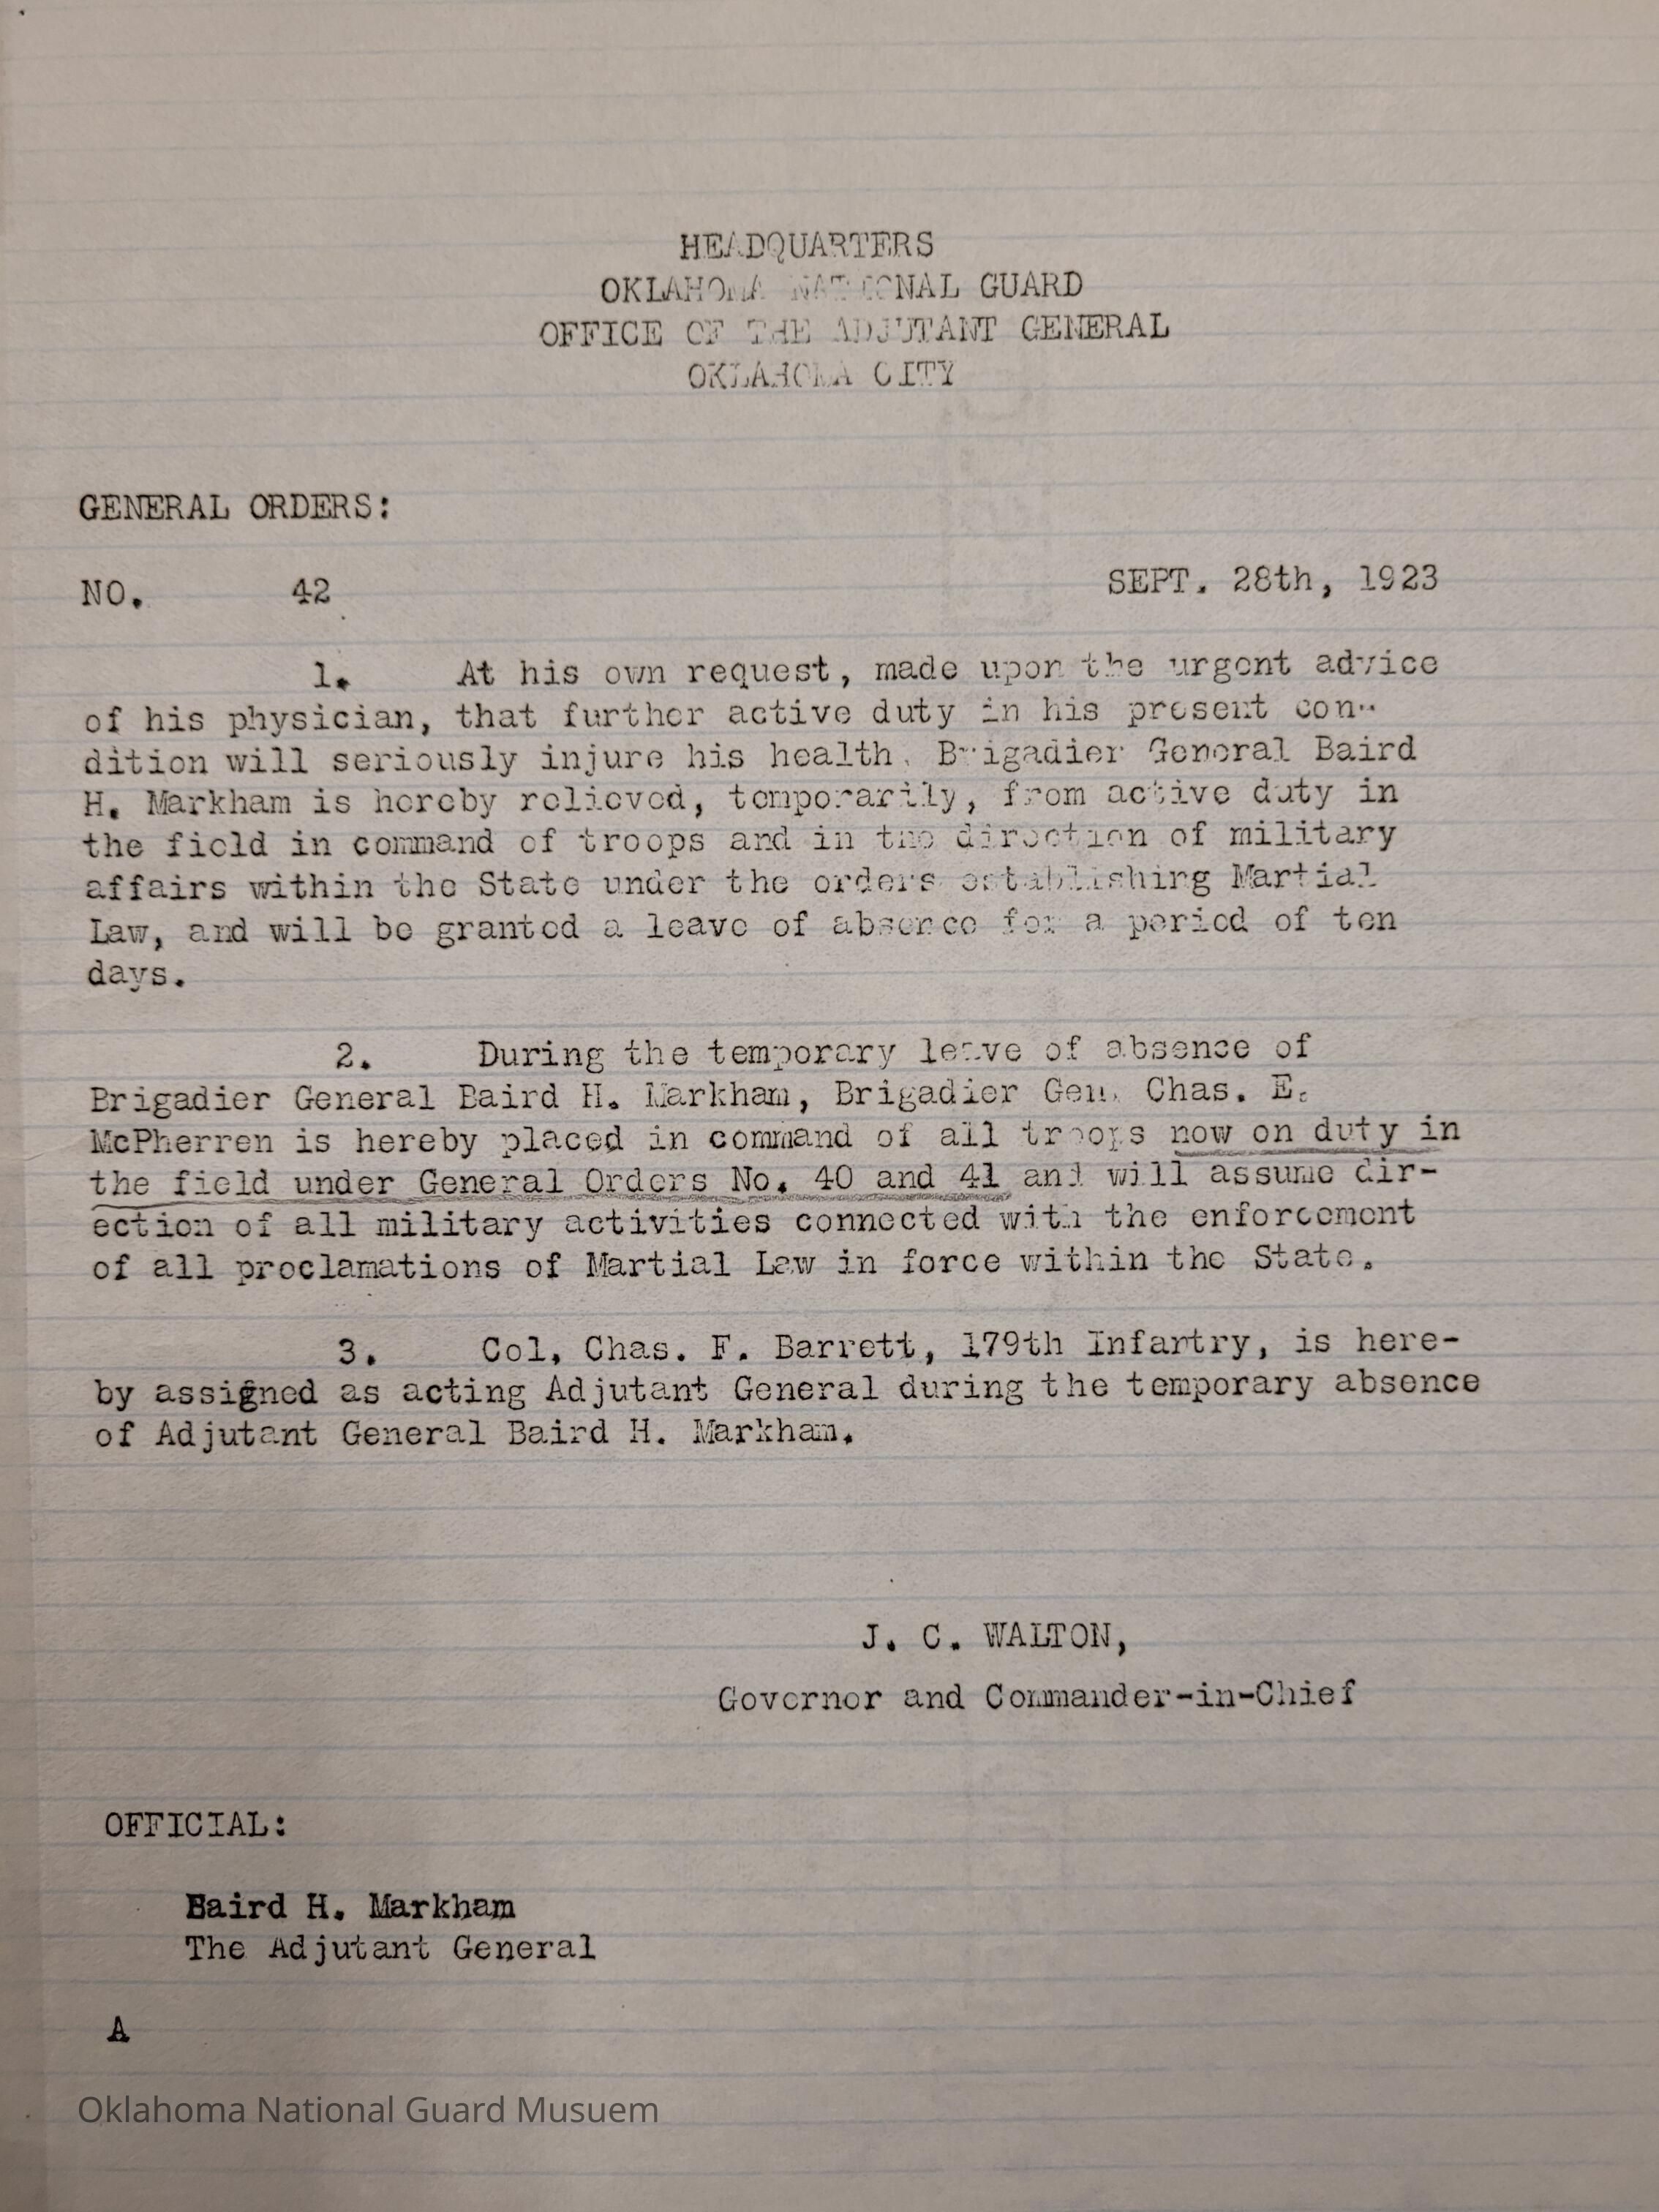 HEADQUARTERS
OKLAHOMA NATIONAL GUARD
OFFICE OF THE ADJUTANT GENERAL
OKLAHOMA CITY
GENERAL ORDERS:
NO. 42 SEPT. 28th, 1923
1. At his own request, made upon the urgent advice
of his physician, that further active duty in his present con-
dition will seriously injure his health, Brigadier General Baird
H. Markham is hereby relieved, temporarily, from active duty in
the field in command of troops and in the direction of military
affairs within the State under the orders establishing Martial
Law, and will be granted a leave of absence for a period of ten
days.
2. During the temporary leave of absence of
Brigadier General Baird H. Markham, Brigadier Gen. Chas. E.
McPherren is hereby placed in command of all troops now on duty in
the field under General Orders No. 40 and 41 and will assume dir-
ection of all military activities connected with the enforcement
of all proclamations of Martial Law in force within the State.
3. Col, Chas. F. Barrett, 179th Infantry, is here-
by assigned as acting Adjutant General during the temporary absence
of Adjutant General Baird H. Markham.
J. C. WALTON,
Governor and Commander-in-Chief
OFFICIAL:
Baird H. Markham
The Adjutant General
A
Oklahoma National Guard Musuem